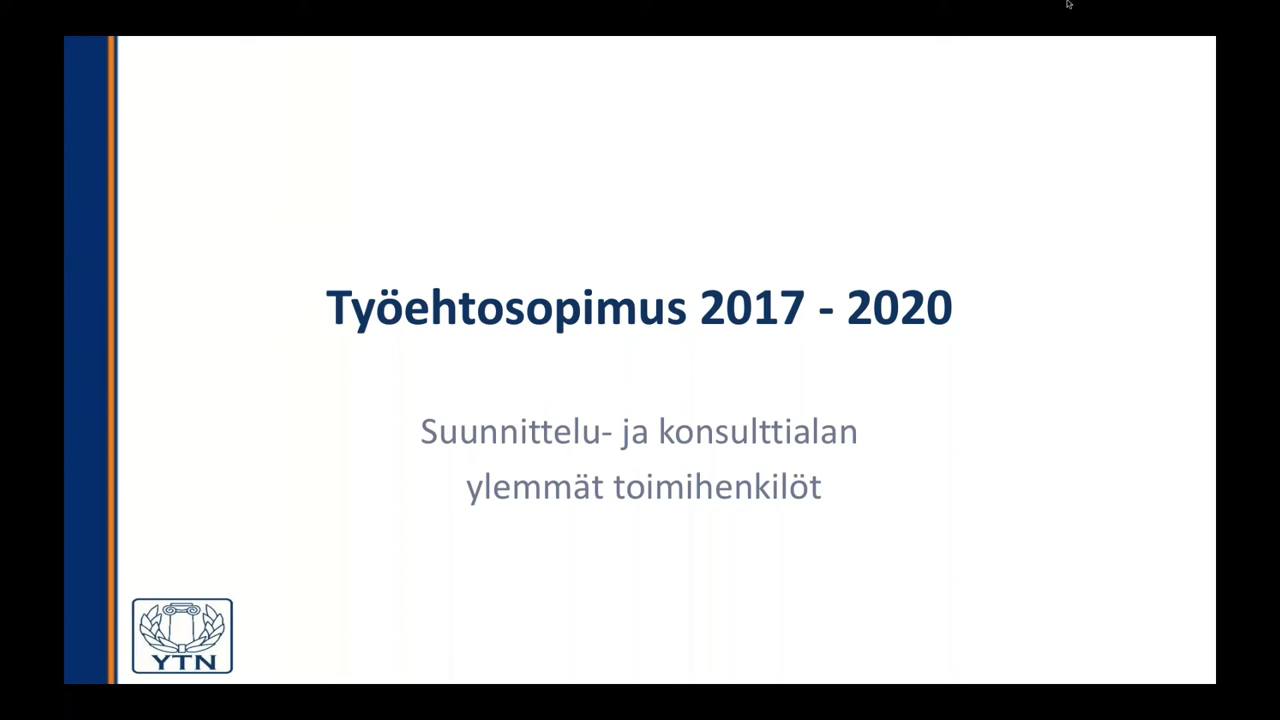 Työehtosopimus 2017 - 2020
Suunnittelu- ja konsulttialan
ylemmät toimihenkilöt
YTN